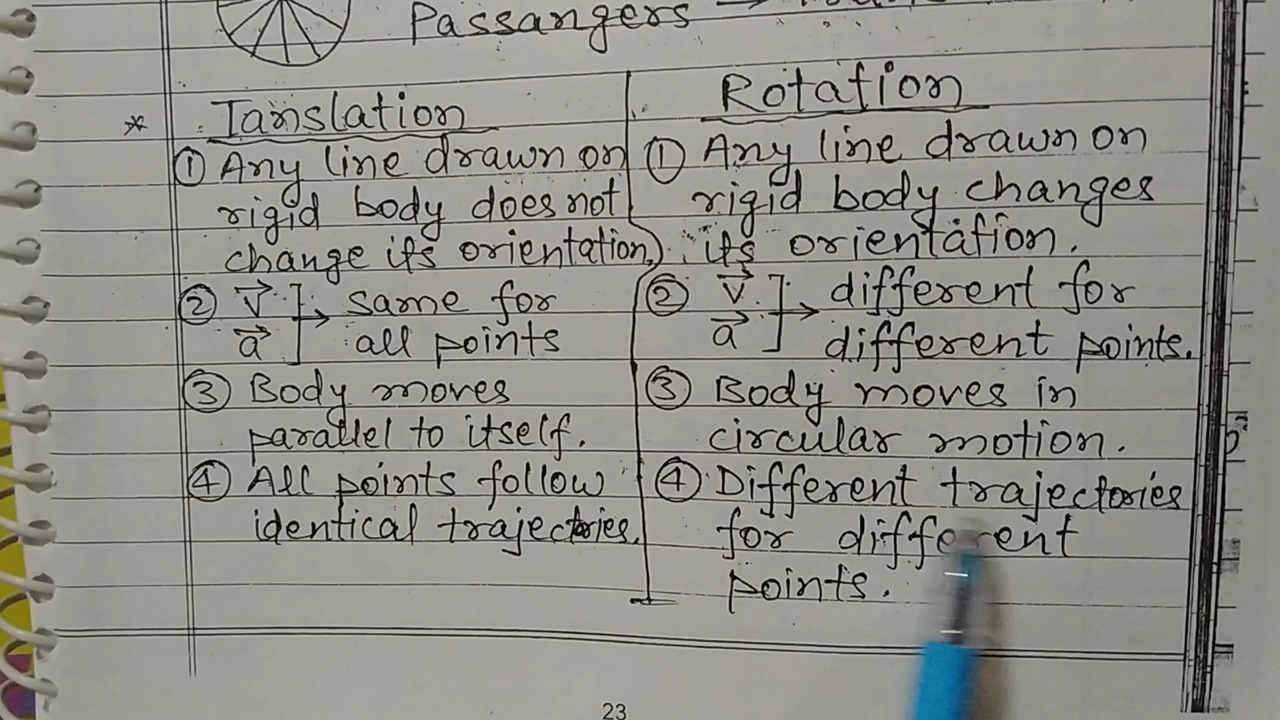 Passangers →
* Tanslation
① Any line drawn on
rigid body does not
change its orientation.
② v⃗ ] → same for
a⃗ ] all points
③ Body moves
parallel to itself.
④ All points follow
identical trajectories.
Rotation
① Any line drawn on
rigid body changes
its orientation.
② v⃗ ] → different for
a⃗ ] different points.
③ Body moves in
circular motion.
④ Different trajectories
for different
points.
23